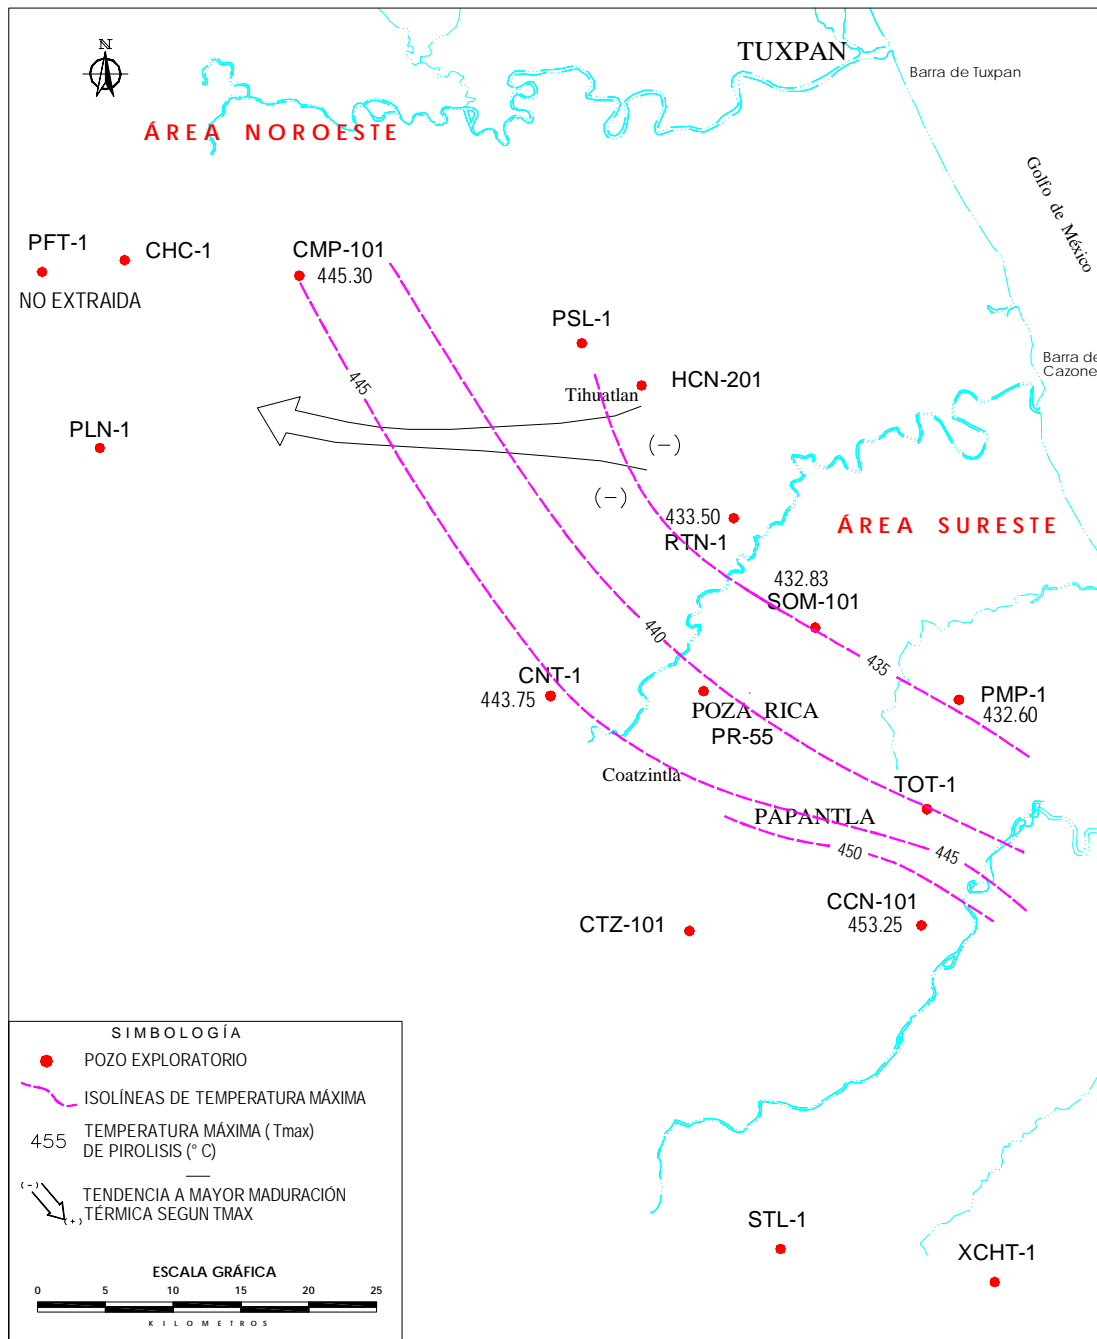 N
TUXPAN
Barra de Tuxpan
ÁREA NOROESTE
Golfo de México
PFT-1
CHC-1
CMP-101
445.30
NO EXTRAIDA
PSL-1
Barra de
Cazone
HCN-201
445
Tihuatlan
PLN-1
(-)
(-)
433.50
RTN-1
ÁREA SURESTE
432.83
SOM-101
440
435
CNT-1
443.75
POZA RICA
PR-55
PMP-1
432.60
Coatzintla
TOT-1
PAPANTLA
450
445
CCN-101
453.25
CTZ-101
STL-1
XCHT-1
SIMBOLOGÍA
POZO EXPLORATORIO
ISOLÍNEAS DE TEMPERATURA MÁXIMA
455
TEMPERATURA MÁXIMA ( Tmax)
DE PIROLISIS (° C)
(-)
(+)
TENDENCIA A MAYOR MADURACIÓN
TÉRMICA SEGUN TMAX
ESCALA GRÁFICA
0 5 10 15 20 25
KILOMETROS